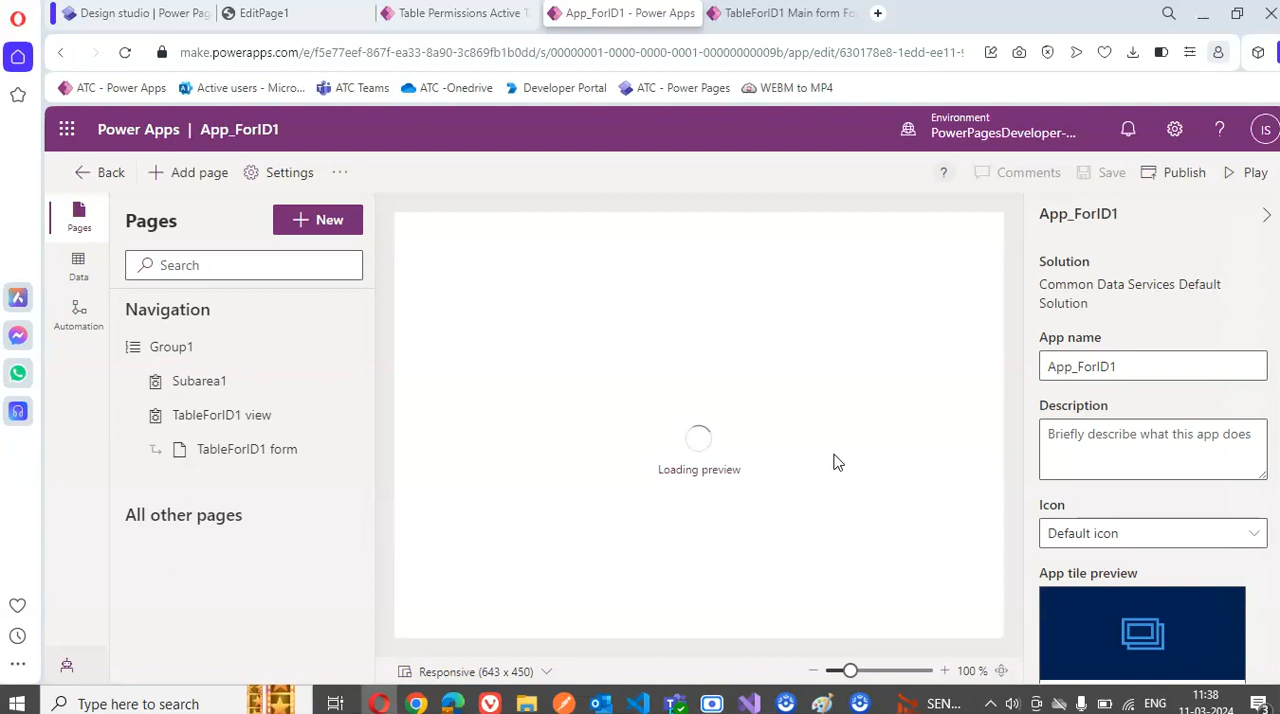 Design studio | Power Pag
EditPage1
Table Permissions Active T
App_ForID1 - Power Apps
TableForID1 Main form Fo
make.powerapps.com/e/f5e77eef-867f-ea33-8a90-3c869fb1b0dd/s/00000001-0000-0000-0001-00000000009b/app/edit/630178e8-1edd-ee11-9
ATC - Power Apps
Active users - Micro...
ATC Teams
ATC -Onedrive
Developer Portal
ATC - Power Pages
WEBM to MP4
Power Apps | App_ForID1
Environment
PowerPagesDeveloper-...
IS
Back
Add page
Settings
Comments
Save
Publish
Play
Pages
Data
Automation
Pages
New
Search
Navigation
Group1
Subarea1
TableForID1 view
TableForID1 form
All other pages
Loading preview
Responsive (643 x 450)
100 %
App_ForID1
Solution
Common Data Services Default
Solution
App name
App_ForID1
Description
Briefly describe what this app does
Icon
Default icon
App tile preview
Type here to search
SEN...
ENG
11:38
11-03-2024